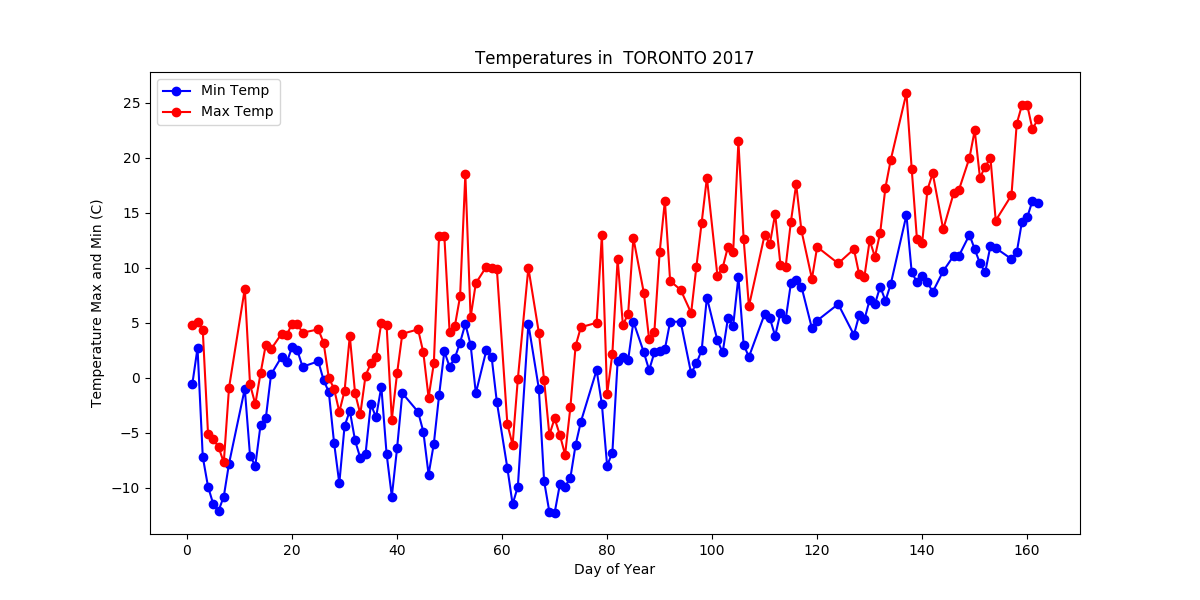 Temperatures in  TORONTO 2017
Min Temp
Max Temp
Temperature Max and Min (C)
25
20
15
10
5
0
−5
−10
0 20 40 60 80 100 120 140 160
Day of Year